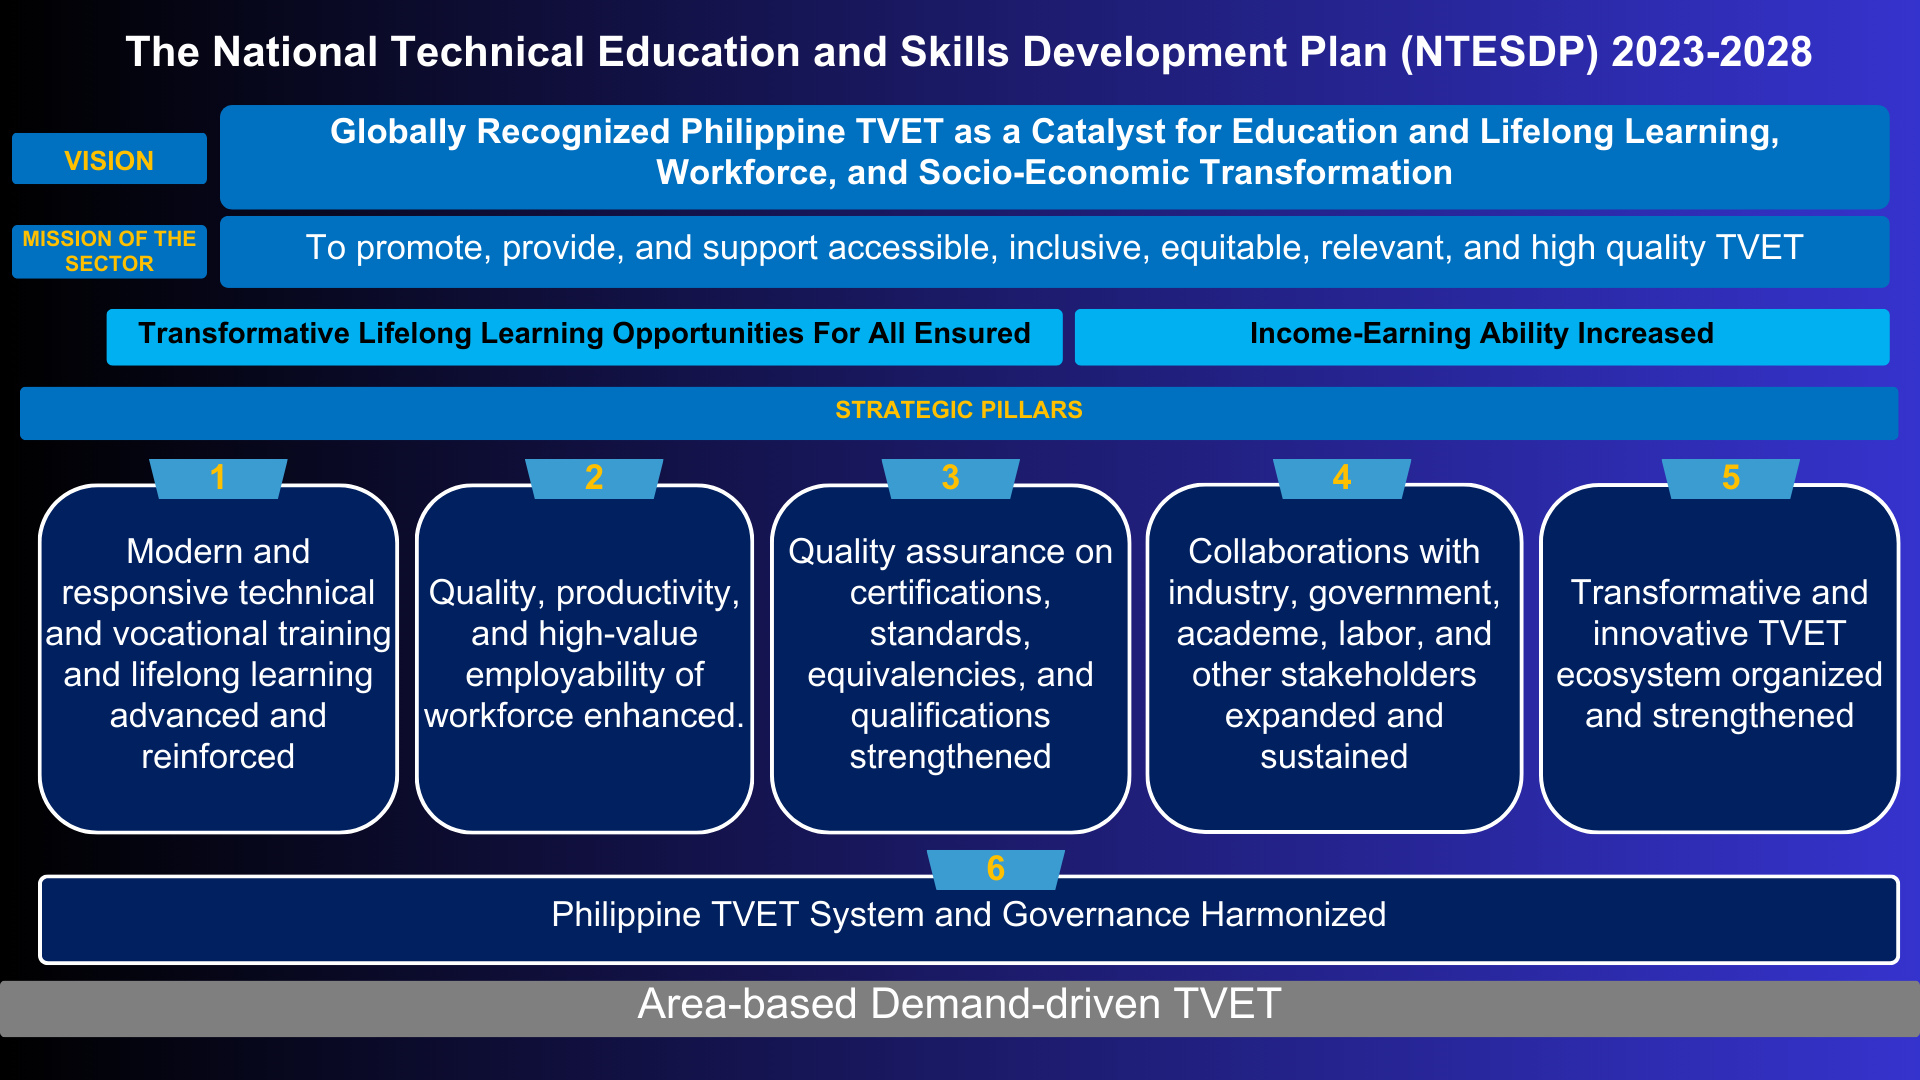 The National Technical Education and Skills Development Plan (NTESDP) 2023-2028
VISION
Globally Recognized Philippine TVET as a Catalyst for Education and Lifelong Learning,
Workforce, and Socio-Economic Transformation
MISSION OF THE
SECTOR
To promote, provide, and support accessible, inclusive, equitable, relevant, and high quality TVET
Transformative Lifelong Learning Opportunities For All Ensured
Income-Earning Ability Increased
STRATEGIC PILLARS
1
Modern and
responsive technical
and vocational training
and lifelong learning
advanced and
reinforced
2
Quality, productivity,
and high-value
employability of
workforce enhanced.
3
Quality assurance on
certifications,
standards,
equivalencies, and
qualifications
strengthened
4
Collaborations with
industry, government,
academe, labor, and
other stakeholders
expanded and
sustained
5
Transformative and
innovative TVET
ecosystem organized
and strengthened
6
Philippine TVET System and Governance Harmonized
Area-based Demand-driven TVET